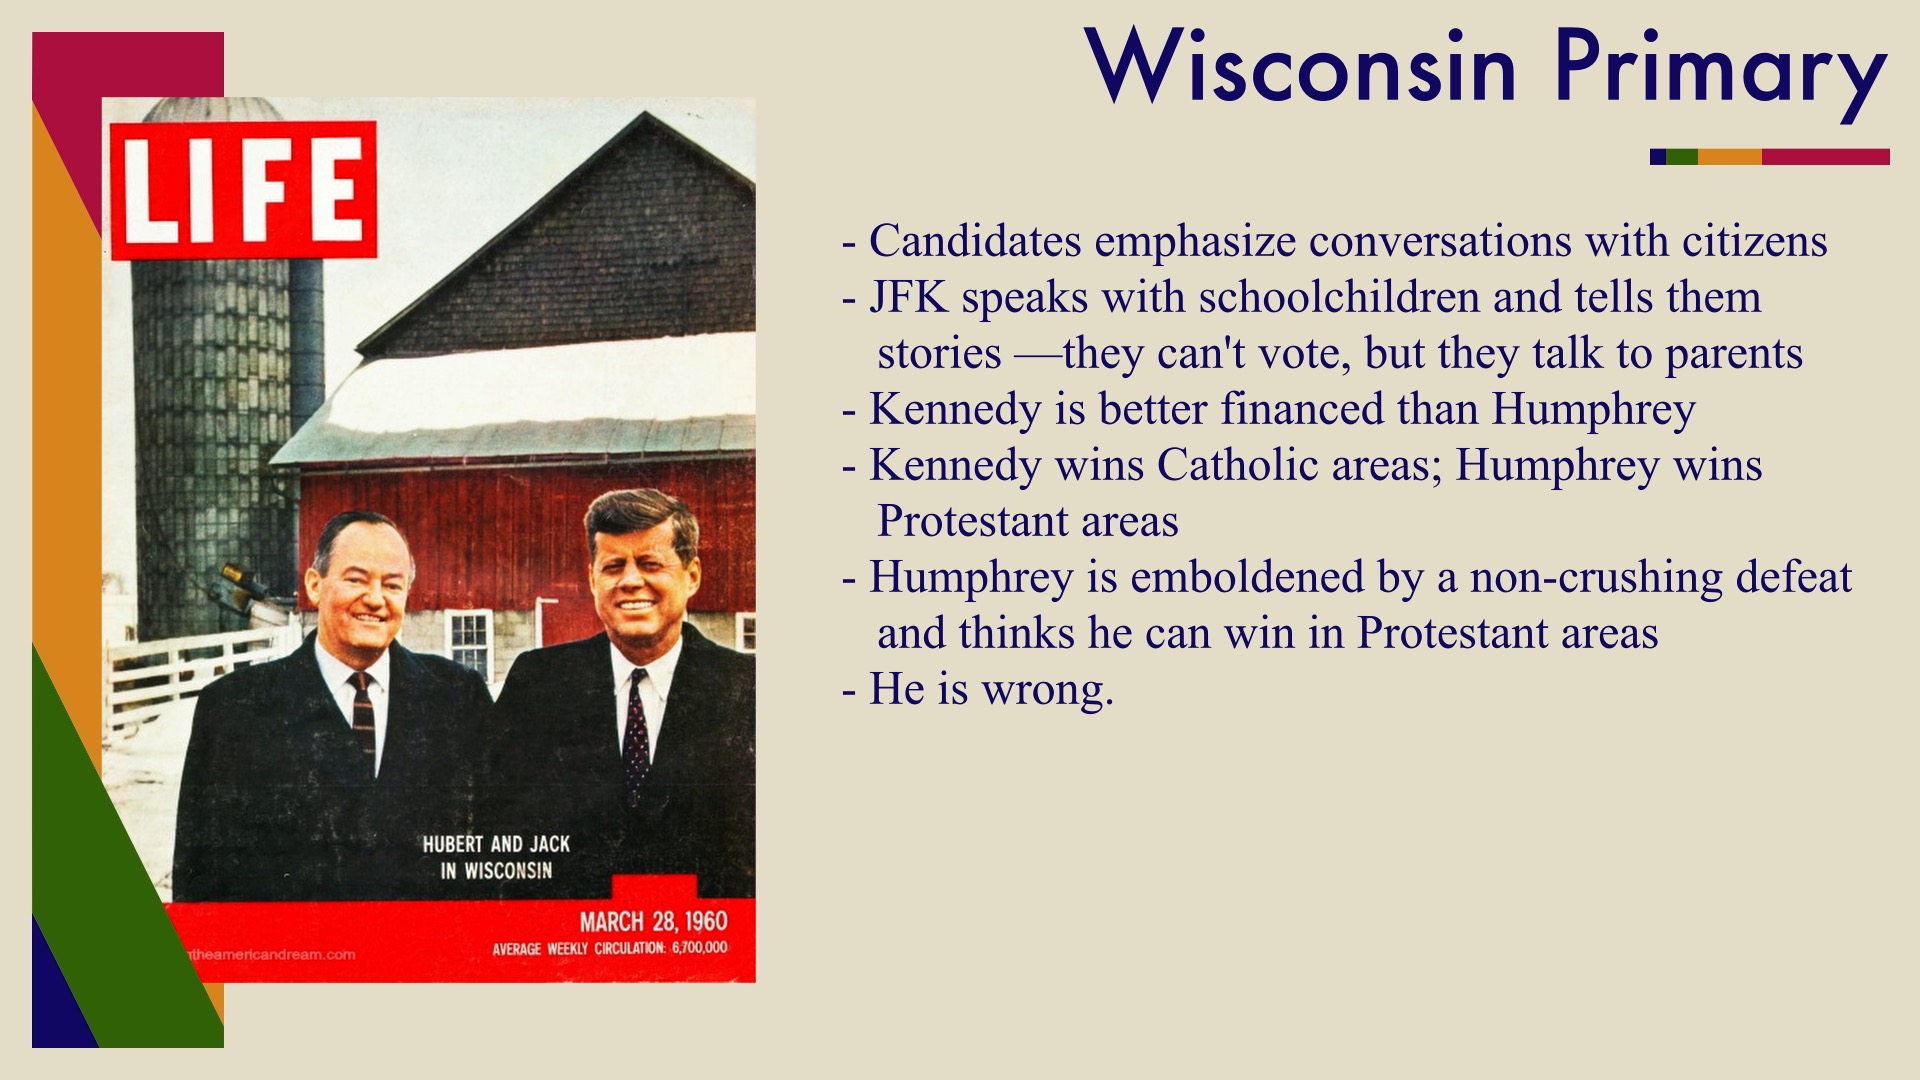 Wisconsin Primary
LIFE
HUBERT AND JACK
IN WISCONSIN
MARCH 28, 1960
AVERAGE WEEKLY CIRCULATION: 6,700,000
- Candidates emphasize conversations with citizens
- JFK speaks with schoolchildren and tells them
stories —they can't vote, but they talk to parents
- Kennedy is better financed than Humphrey
- Kennedy wins Catholic areas; Humphrey wins
Protestant areas
- Humphrey is emboldened by a non-crushing defeat
and thinks he can win in Protestant areas
- He is wrong.